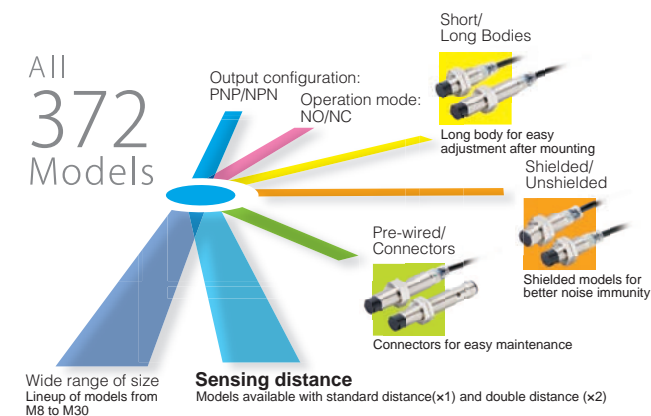 All
372
Models
Output configuration:
PNP/NPN
Operation mode:
NO/NC
Short/
Long Bodies
Long body for easy
adjustment after mounting
Shielded/
Unshielded
Shielded models for
better noise immunity
Pre-wired/
Connectors
Connectors for easy maintenance
Wide range of size
Lineup of models from
M8 to M30
Sensing distance
Models available with standard distance(×1) and double distance (×2)